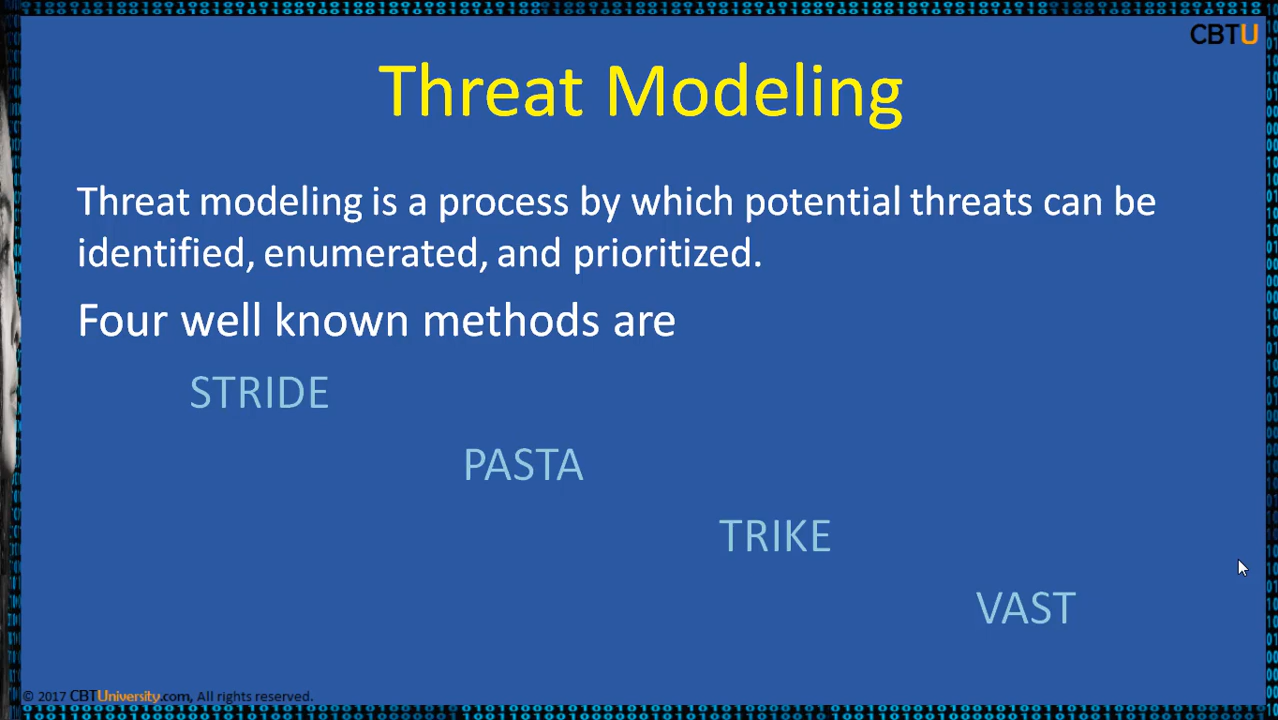 CBTU
Threat Modeling
Threat modeling is a process by which potential threats can be
identified, enumerated, and prioritized.
Four well known methods are
STRIDE
PASTA
TRIKE
VAST
© 2017 CBTUniversity.com, All rights reserved.